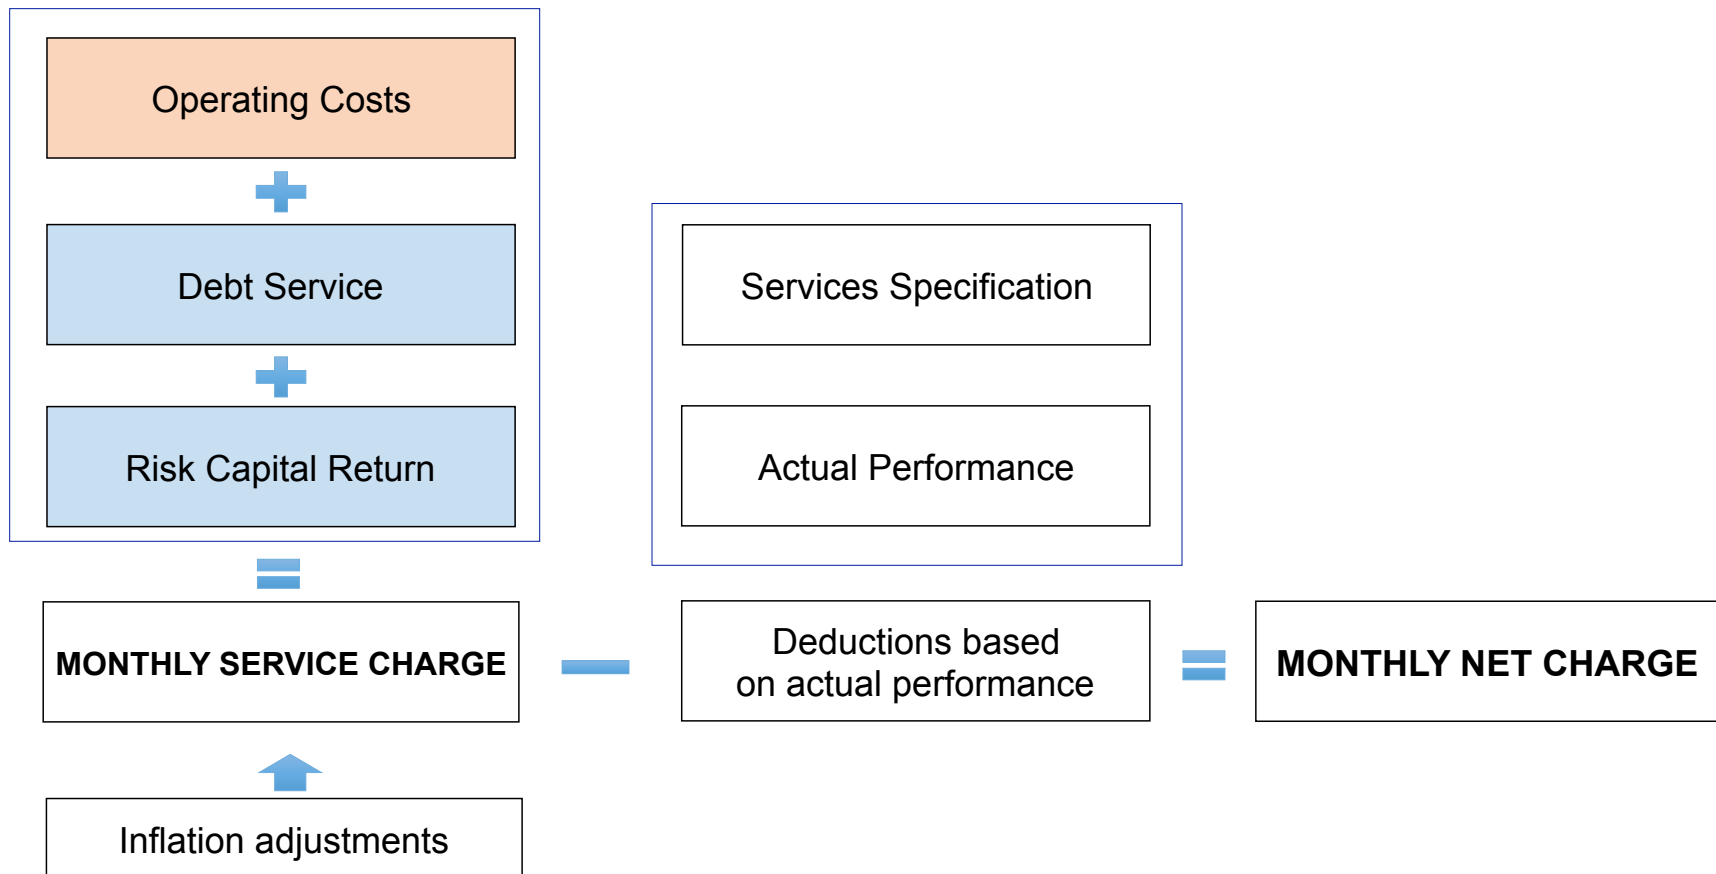 Operating Costs
Debt Service
Risk Capital Return
Services Specification
Actual Performance
MONTHLY SERVICE CHARGE
Deductions based
on actual performance
MONTHLY NET CHARGE
Inflation adjustments